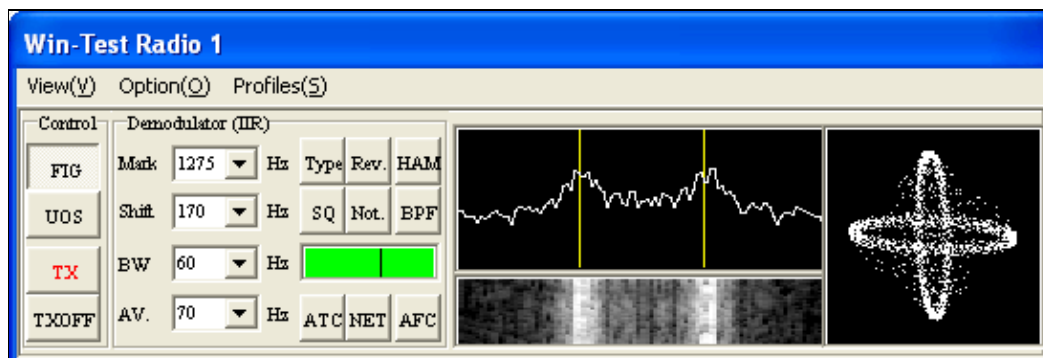 Win-Test Radio 1
View(V) Option(O) Profiles(S)
Control Demodulator (IIR)
FIG Mark 1275 Hz Type Rev. HAM
UOS Shift 170 Hz SQ Not. BPF
TX BW 60 Hz
TXOFF AV. 70 Hz ATC NET AFC